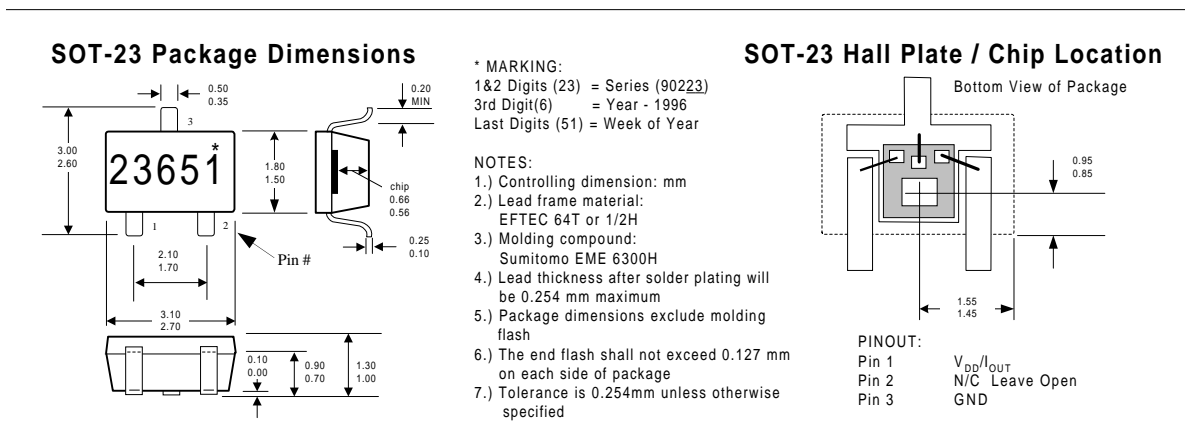 SOT-23 Package Dimensions
0.50
0.35
3
3.00
2.60
23651*
1.80
1.50
1
2
Pin #
2.10
1.70
3.10
2.70
0.10
0.00
0.90
0.70
1.30
1.00
0.20
MIN
chip
0.66
0.56
0.25
0.10
* MARKING:
1&2 Digits (23) = Series (90223)
3rd Digit(6) = Year - 1996
Last Digits (51) = Week of Year
NOTES:
1.) Controlling dimension: mm
2.) Lead frame material:
EFTEC 64T or 1/2H
3.) Molding compound:
Sumitomo EME 6300H
4.) Lead thickness after solder plating will
be 0.254 mm maximum
5.) Package dimensions exclude molding
flash
6.) The end flash shall not exceed 0.127 mm
on each side of package
7.) Tolerance is 0.254mm unless otherwise
specified
SOT-23 Hall Plate / Chip Location
Bottom View of Package
0.95
0.85
1.55
1.45
PINOUT:
Pin 1 VDD/IOUT
Pin 2 N/C Leave Open
Pin 3 GND